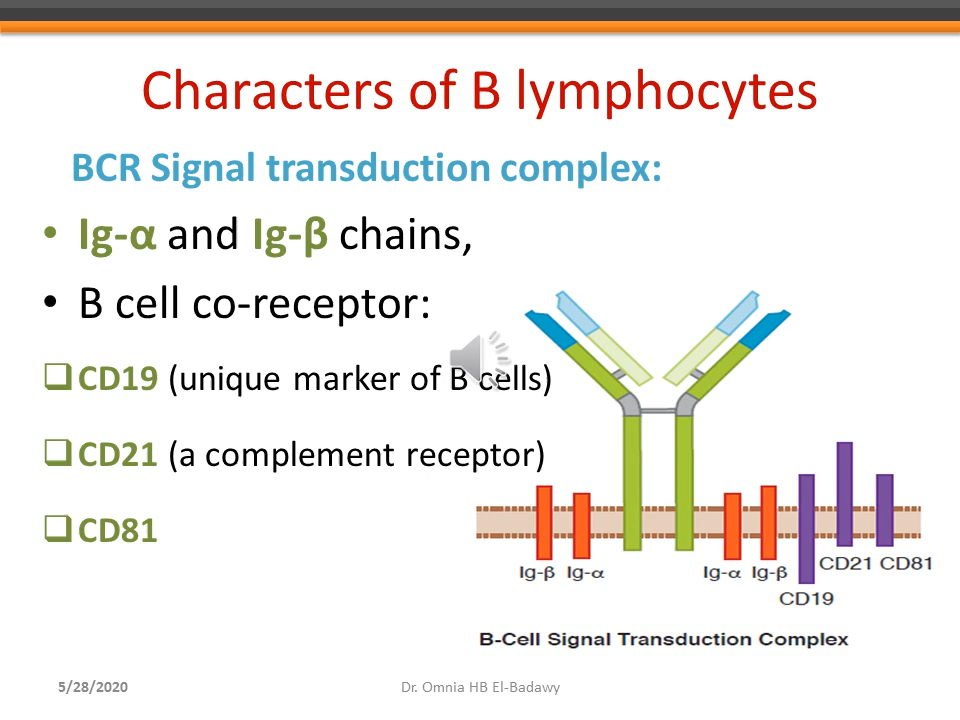 Characters of B lymphocytes
BCR Signal transduction complex:
• Ig-α and Ig-β chains,
• B cell co-receptor:
❑ CD19 (unique marker of B cells)
❑ CD21 (a complement receptor)
❑ CD81
Ig-β Ig-α Ig-α Ig-β CD21 CD81
CD19
B-Cell Signal Transduction Complex
5/28/2020 Dr. Omnia HB El-Badawy